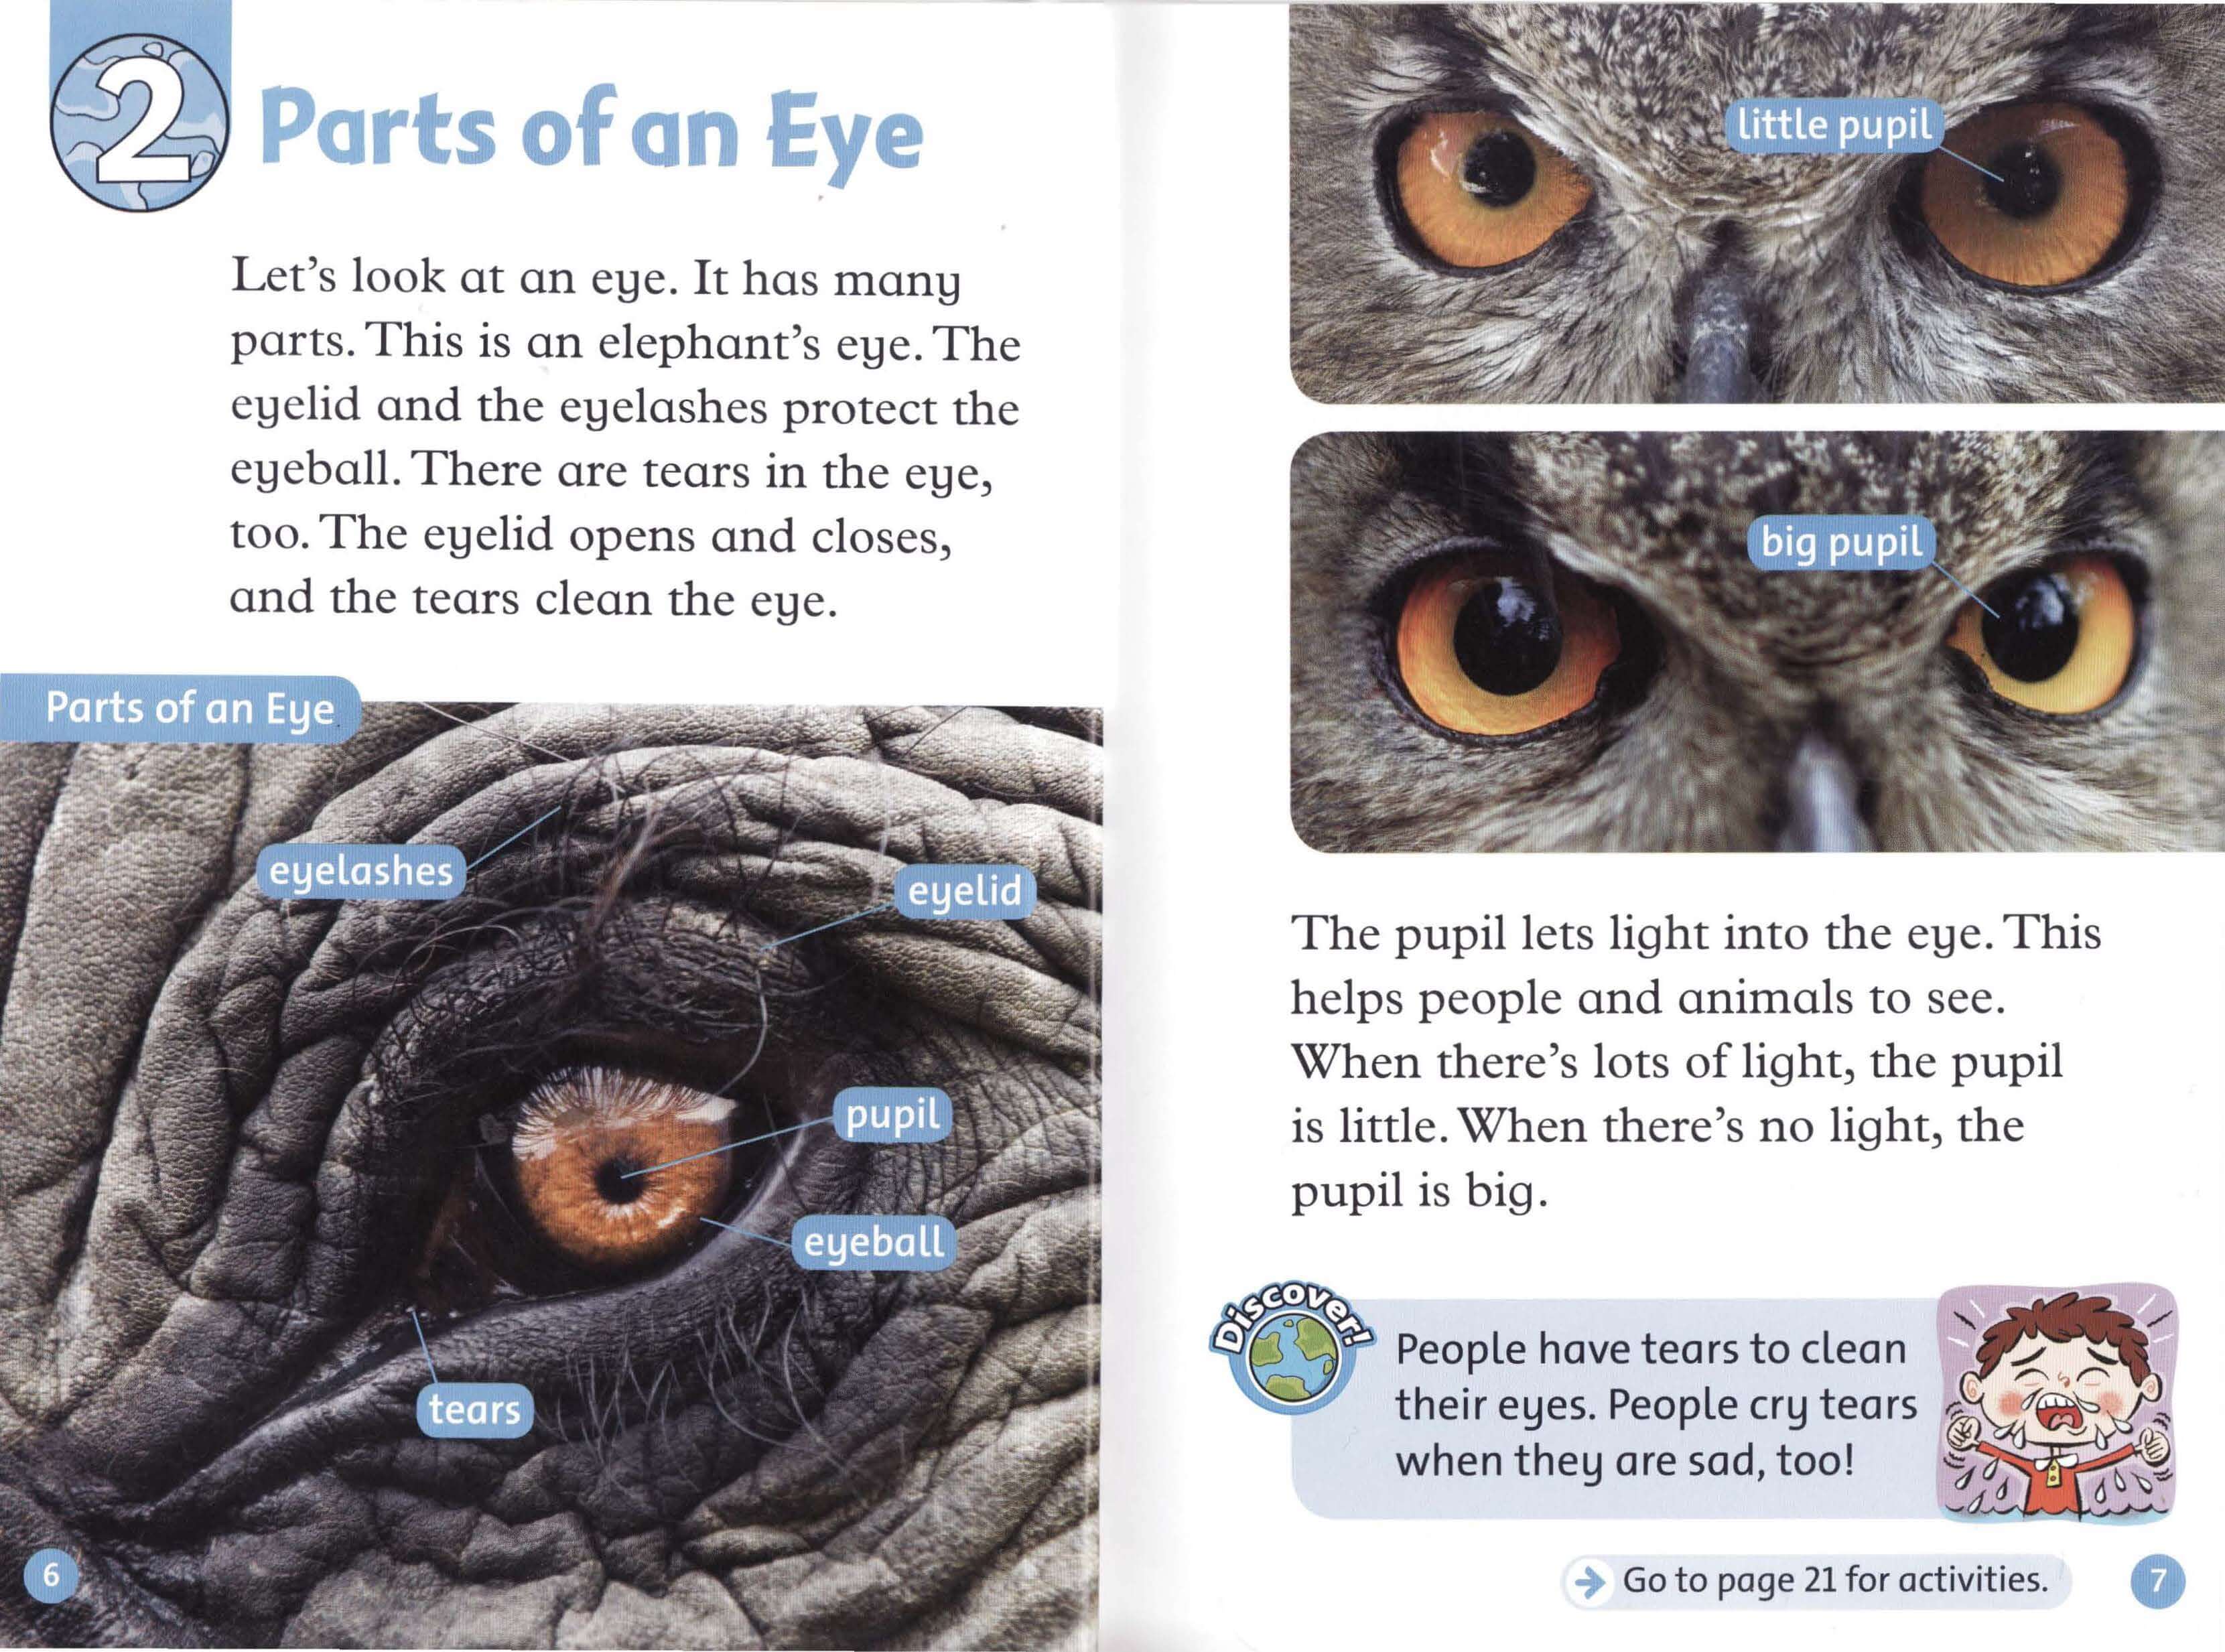 2
Parts of an Eye
Let's look at an eye. It has many
parts. This is an elephant's eye. The
eyelid and the eyelashes protect the
eyeball. There are tears in the eye,
too. The eyelid opens and closes,
and the tears clean the eye.
Parts of an Eye
eyelashes
eyelid
pupil
eyeball
tears
6
little pupil
big pupil
The pupil lets light into the eye. This
helps people and animals to see.
When there's lots of light, the pupil
is little. When there's no light, the
pupil is big.
Discover!
People have tears to clean
their eyes. People cry tears
when they are sad, too!
Go to page 21 for activities.
7